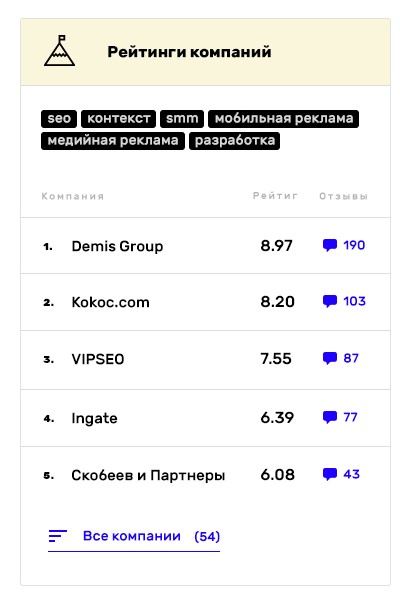 Рейтинги компаний
seo контекст smm мобильная реклама
медийная реклама разработка
Компания Рейтиг Отзывы
1. Demis Group 8.97 190
2. Kokoc.com 8.20 103
3. VIPSEO 7.55 87
4. Ingate 6.39 77
5. Скобеев и Партнеры 6.08 43
Все компании (54)